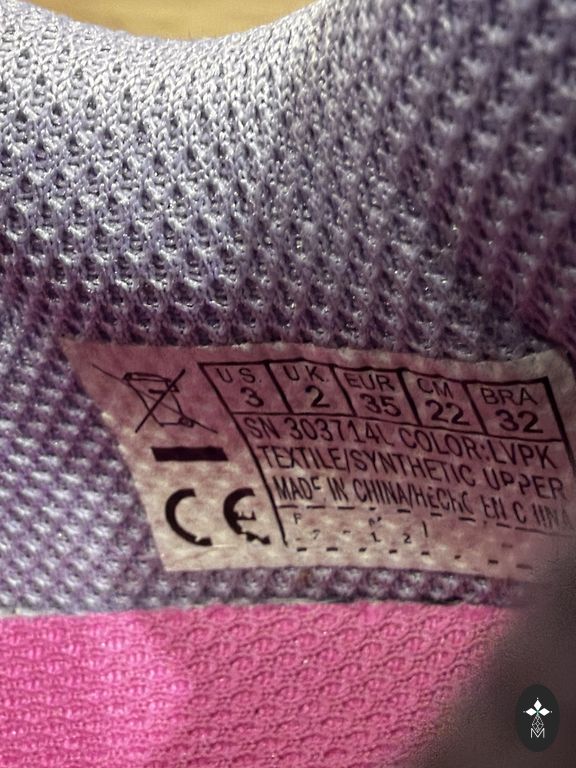 U.S. U.K. EUR CM BRA
3 2 35 22 32
SN 303714L COLOR:LVPK
TEXTILE/SYNTHETIC UPPER
MADE IN CHINA/HECHO EN CHINA
CE
M